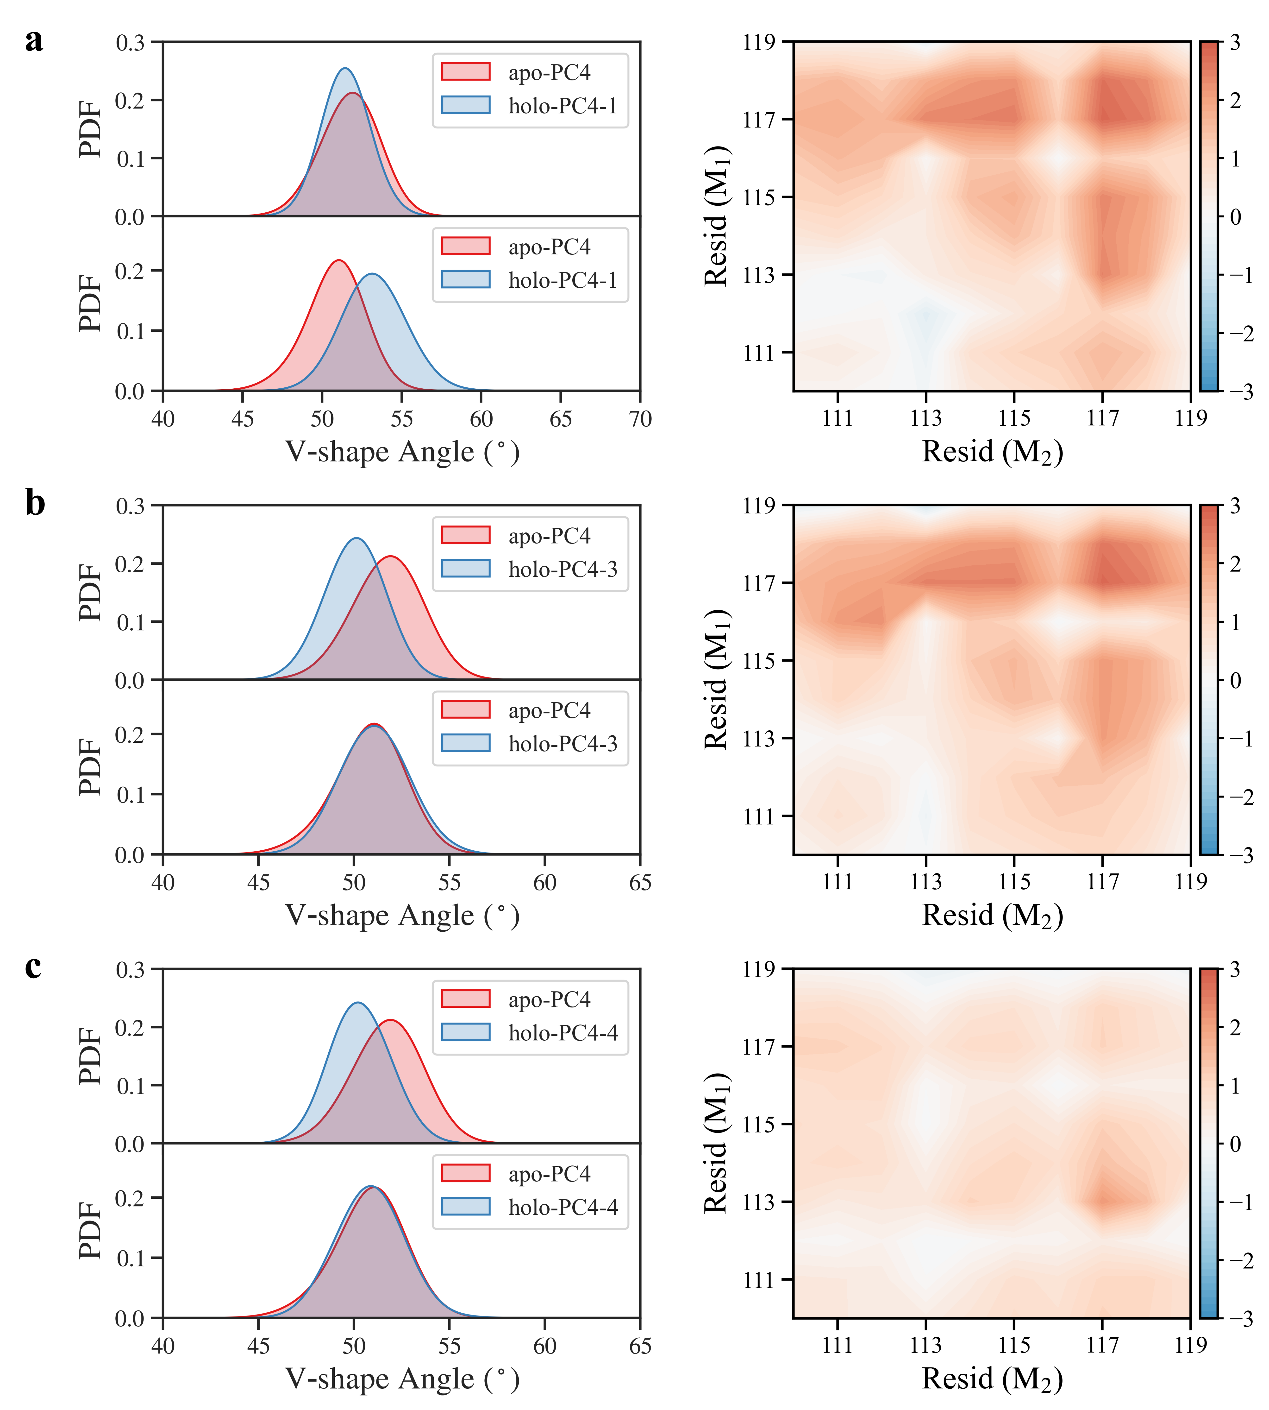 a
0.3
0.2
0.1
0.0
PDF
apo-PC4
holo-PC4-1
0.2
0.1
0.0
PDF
apo-PC4
holo-PC4-1
40 45 50 55 60 65 70
V-shape Angle (°)
119
117
115
113
111
Resid (M₁)
111 113 115 117 119
Resid (M₂)
3
2
1
0
−1
−2
−3
b
0.3
0.2
0.1
0.0
PDF
apo-PC4
holo-PC4-3
0.2
0.1
0.0
PDF
apo-PC4
holo-PC4-3
40 45 50 55 60 65
V-shape Angle (°)
119
117
115
113
111
Resid (M₁)
111 113 115 117 119
Resid (M₂)
3
2
1
0
−1
−2
−3
c
0.3
0.2
0.1
0.0
PDF
apo-PC4
holo-PC4-4
0.2
0.1
0.0
PDF
apo-PC4
holo-PC4-4
40 45 50 55 60 65
V-shape Angle (°)
119
117
115
113
111
Resid (M₁)
111 113 115 117 119
Resid (M₂)
3
2
1
0
−1
−2
−3